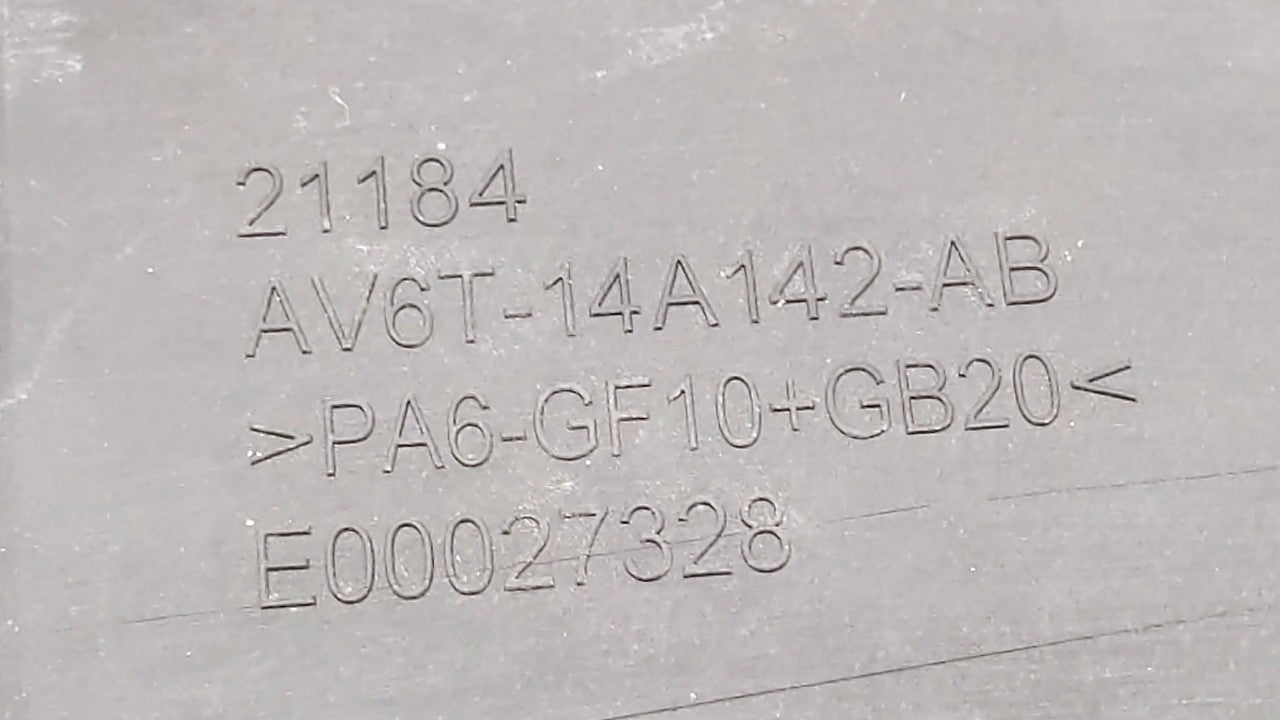 21184
AV6T-14A142-AB
>PA6-GF10+GB20<
E00027328